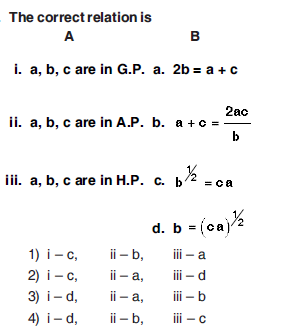 The correct relation is
A B
i. a, b, c are in G.P. a. 2b = a + c
ii. a, b, c are in A.P. b. a + c = 2ac/b
iii. a, b, c are in H.P. c. b^½ = ca
d. b = (ca)^½
1) i – c, ii – b, iii – a
2) i – c, ii – a, iii – d
3) i – d, ii – a, iii – b
4) i – d, ii – b, iii – c